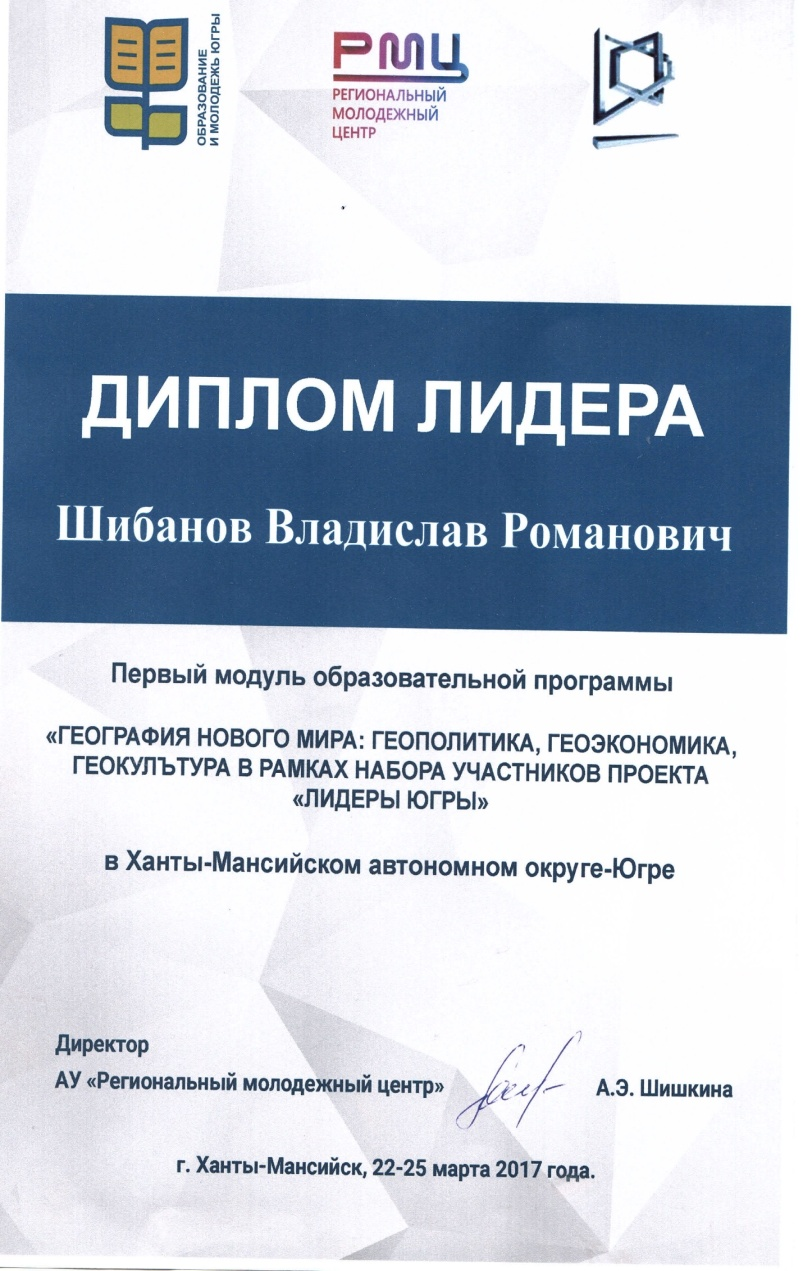 ОБРАЗОВАНИЕ
И МОЛОДЕЖЬ ЮГРЫ
РМЦ
РЕГИОНАЛЬНЫЙ
МОЛОДЕЖНЫЙ
ЦЕНТР
ДИПЛОМ ЛИДЕРА
Шибанов Владислав Романович
Первый модуль образовательной программы
«ГЕОГРАФИЯ НОВОГО МИРА: ГЕОПОЛИТИКА, ГЕОЭКОНОМИКА,
ГЕОКУЛЪТУРА В РАМКАХ НАБОРА УЧАСТНИКОВ ПРОЕКТА
«ЛИДЕРЫ ЮГРЫ»
в Ханты-Мансийском автономном округе-Югре
Директор
АУ «Региональный молодежный центр»
А.Э. Шишкина
г. Ханты-Мансийск, 22-25 марта 2017 года.